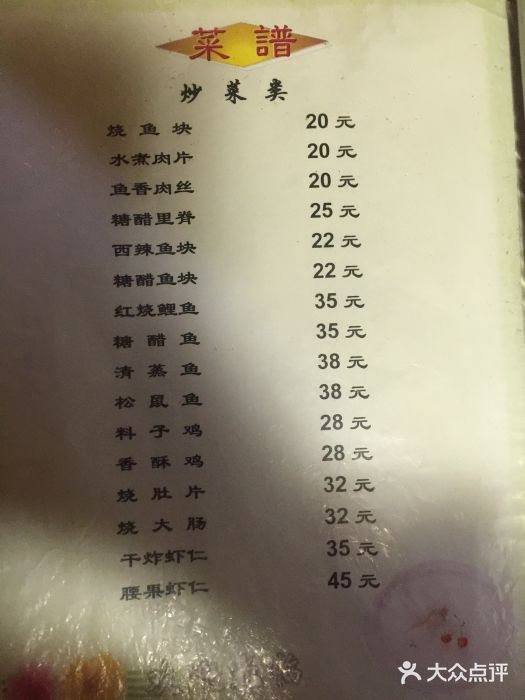 菜譜
炒菜类
烧鱼块 20元
水煮肉片 20元
鱼香肉丝 20元
糖醋里脊 25元
西辣鱼块 22元
糖醋鱼块 22元
红烧鲤鱼 35元
糖醋鱼 35元
清蒸鱼 38元
松鼠鱼 38元
料子鸡 28元
香酥鸡 28元
烧肚片 32元
烧大肠 32元
干炸虾仁 35元
腰果虾仁 45元
大众点评